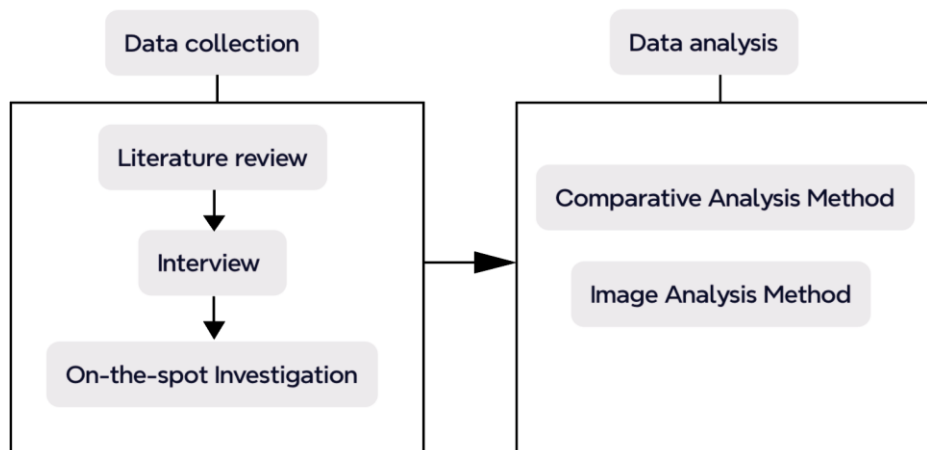 Data collection
Literature review
Interview
On-the-spot Investigation
Data analysis
Comparative Analysis Method
Image Analysis Method